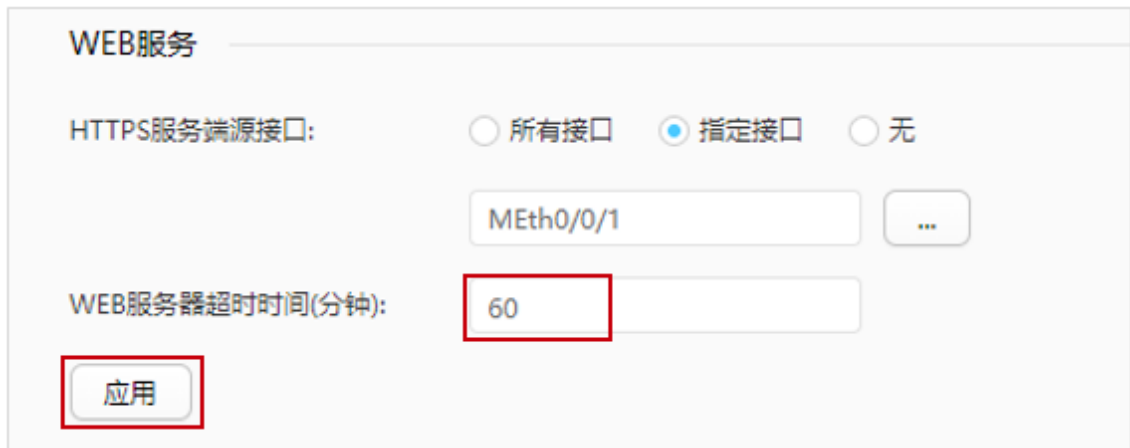 WEB服务
HTTPS服务端源接口: 所有接口 指定接口 无
MEth0/0/1 ...
WEB服务器超时时间(分钟): 60
应用